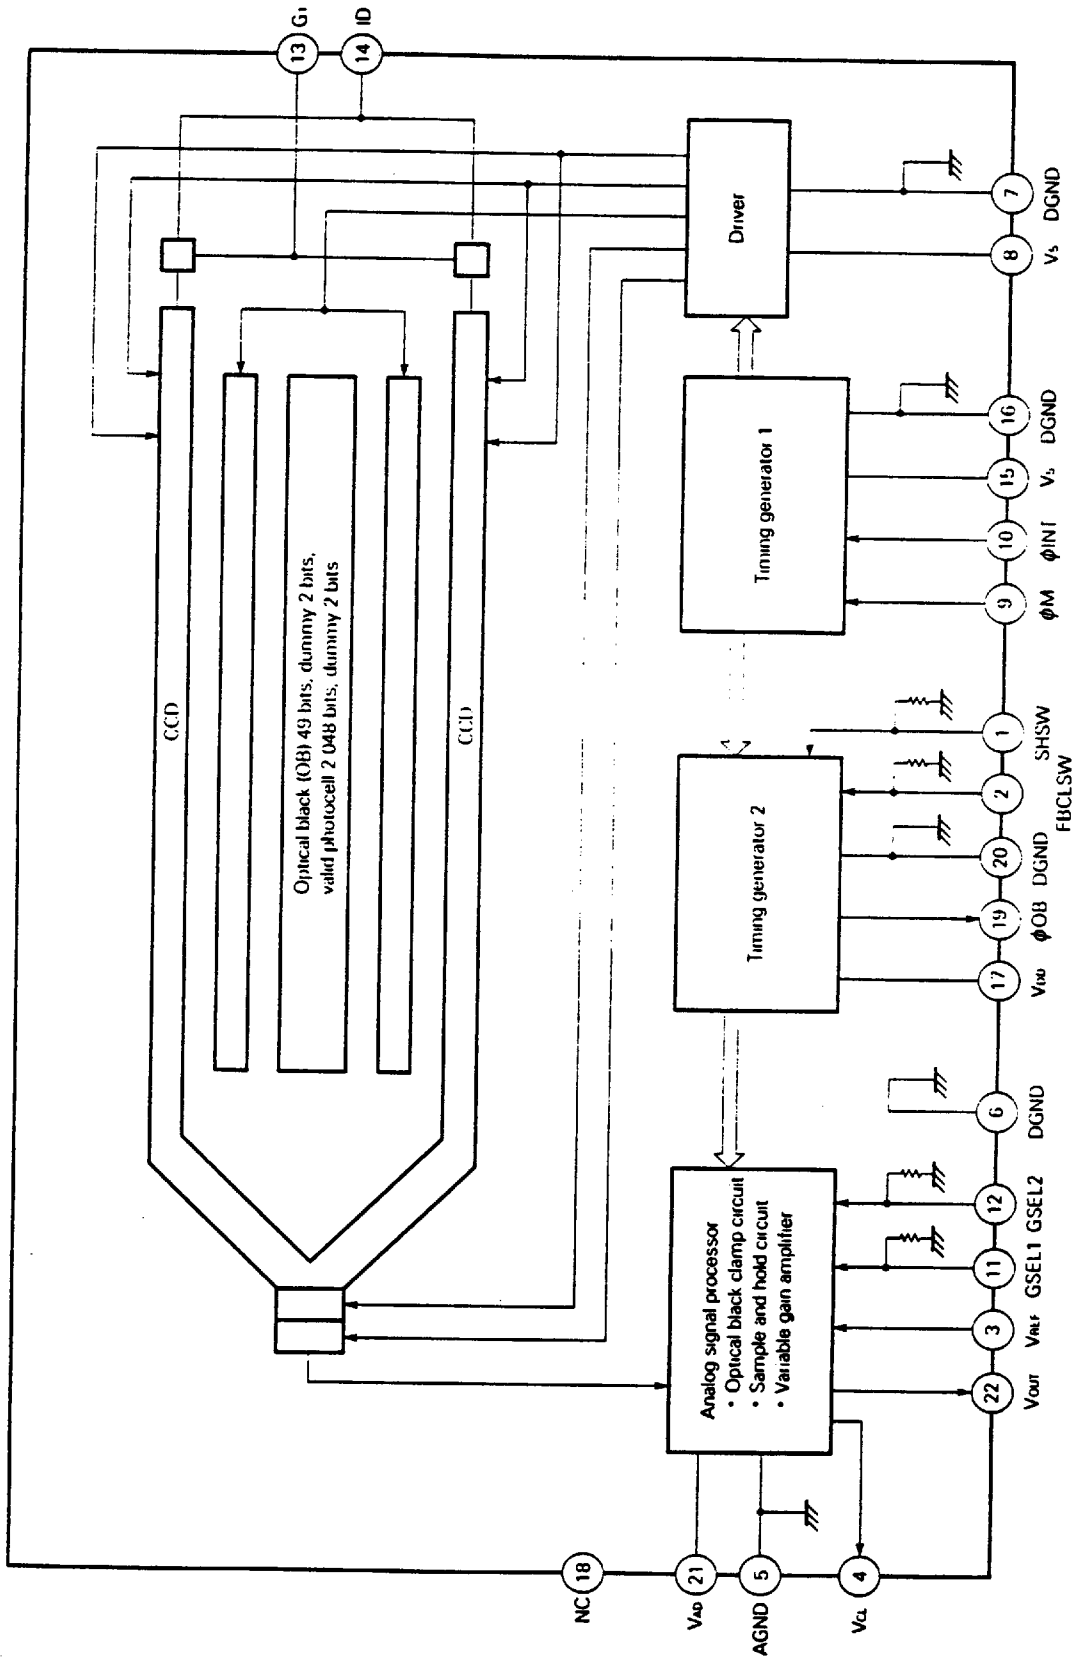 13 GI
14 ID
CCD
Optical black (OB) 49 bits, dummy 2 bits,
valid photocell 2 048 bits, dummy 2 bits
CCD
Driver
Timing generator 1
Timing generator 2
Analog signal processor
• Optical black clamp circuit
• Sample and hold circuit
• Variable gain amplifier
NC 18
VAD 21
AGND 5
VCL 4
22 VOUT
3 VREF
11 GSEL1
12 GSEL2
6 DGND
17 VDD
19 ϕOB
20 DGND
2 FBCLSW
1 SHSW
9 ϕM
10 ϕINT
15 V5
16 DGND
8 V5
7 DGND